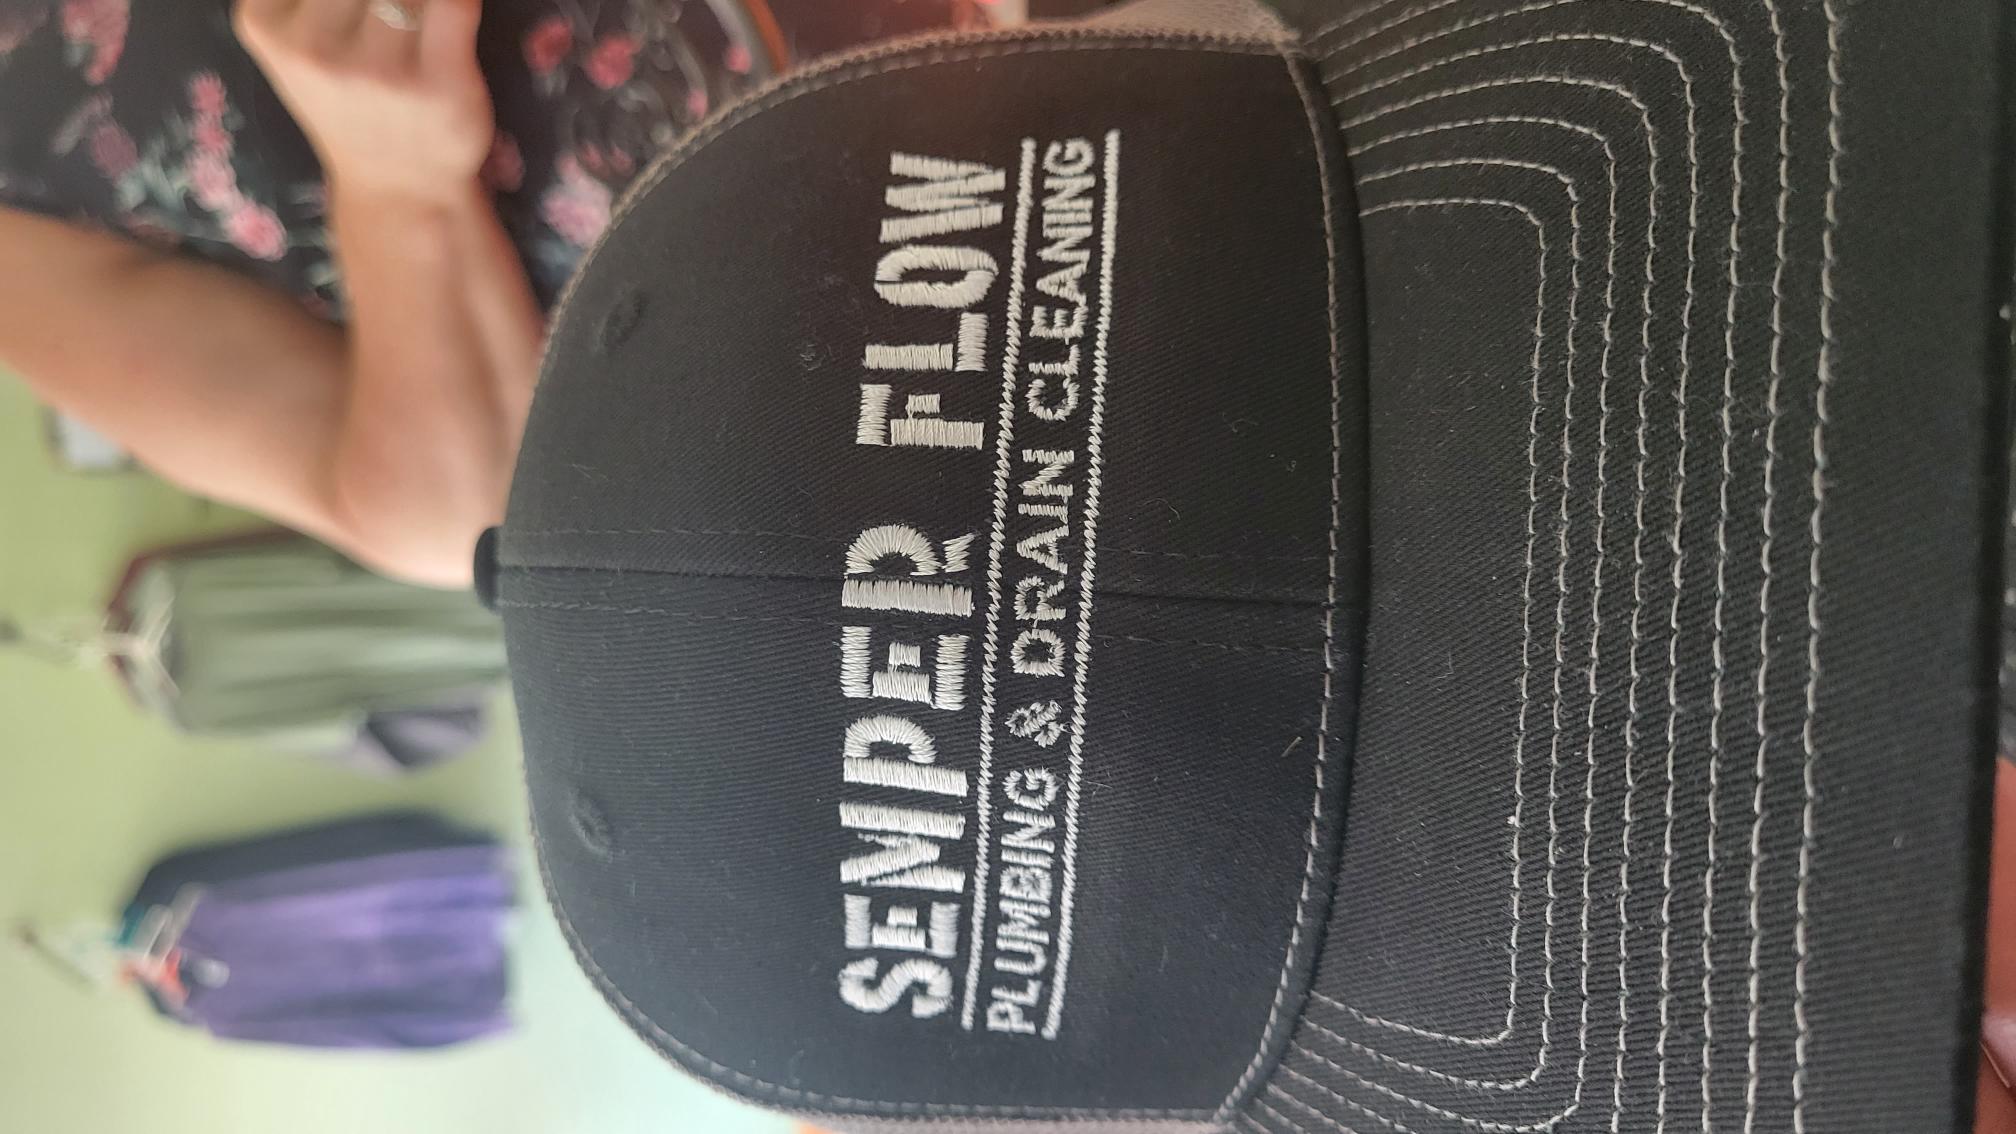 SEMPER FLOW
PLUMBING & DRAIN CLEANING